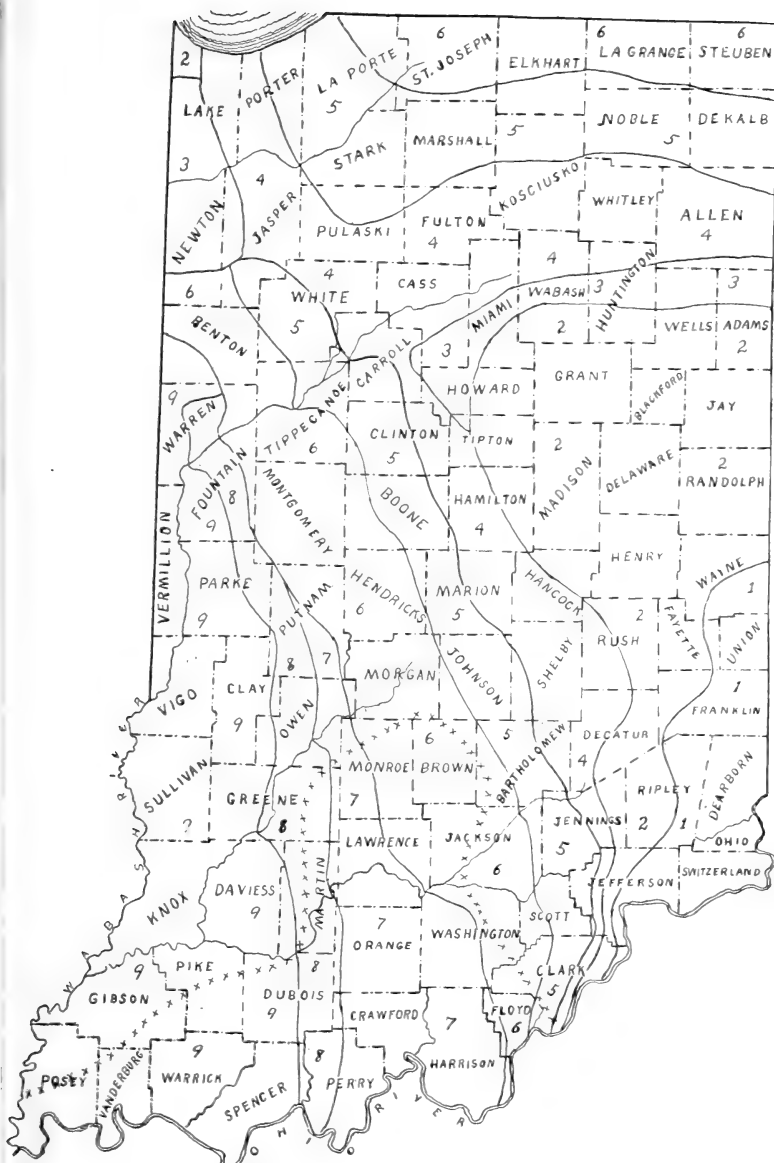 6 6 6
2 PORTER LA PORTE ST. JOSEPH ELKHART LA GRANGE STEUBEN
LAKE 5 NOBLE DEKALB
STARK MARSHALL 5 5
3 4
NEWTON JASPER KOSCIUSKO WHITLEY ALLEN
PULASKI FULTON 4
4
4 CASS 4 HUNTINGTON
6 WHITE MIAMI WABASH 3 3
BENTON 5 CARROLL 2 WELLS ADAMS
3 2
9 HOWARD GRANT BLACKFORD JAY
WARREN TIPPECANOE CLINTON TIPTON
6 5 2 MADISON DELAWARE 2
FOUNTAIN 8 MONTGOMERY BOONE HAMILTON RANDOLPH
9 4
VERMILLION HENRY WAYNE
PARKE PUTNAM HENDRICKS MARION HANCOCK 1
9 6 5 2 FAYETTE UNION
8 7 JOHNSON SHELBY RUSH
VIGO CLAY MORGAN 1
9 OWEN FRANKLIN
SULLIVAN 6 5 BARTHOLOMEW DECATUR DEARBORN
MONROE BROWN 4
GREENE 7 RIPLEY
8 JENNINGS 2 1
LAWRENCE JACKSON 5 OHIO
6 JEFFERSON SWITZERLAND
DAVIESS MARTIN
KNOX 9 7 SCOTT
ORANGE WASHINGTON
9 PIKE 8 CLARK
GIBSON DUBOIS 5
9 CRAWFORD FLOYD
7 6
9 8 HARRISON
POSEY VANDERBURG WARRICK PERRY
SPENCER
WABASH River
OHIO RIVER